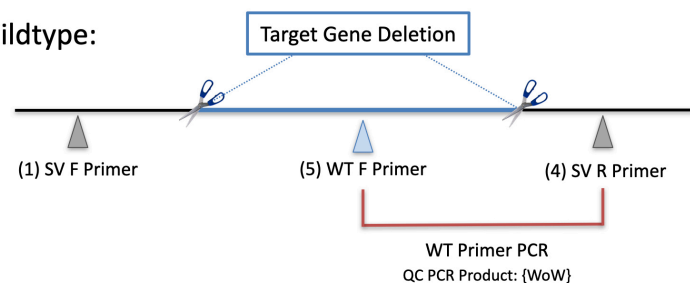 ildtype:
Target Gene Deletion
(1) SV F Primer
(5) WT F Primer
(4) SV R Primer
WT Primer PCR
QC PCR Product: {WoW}